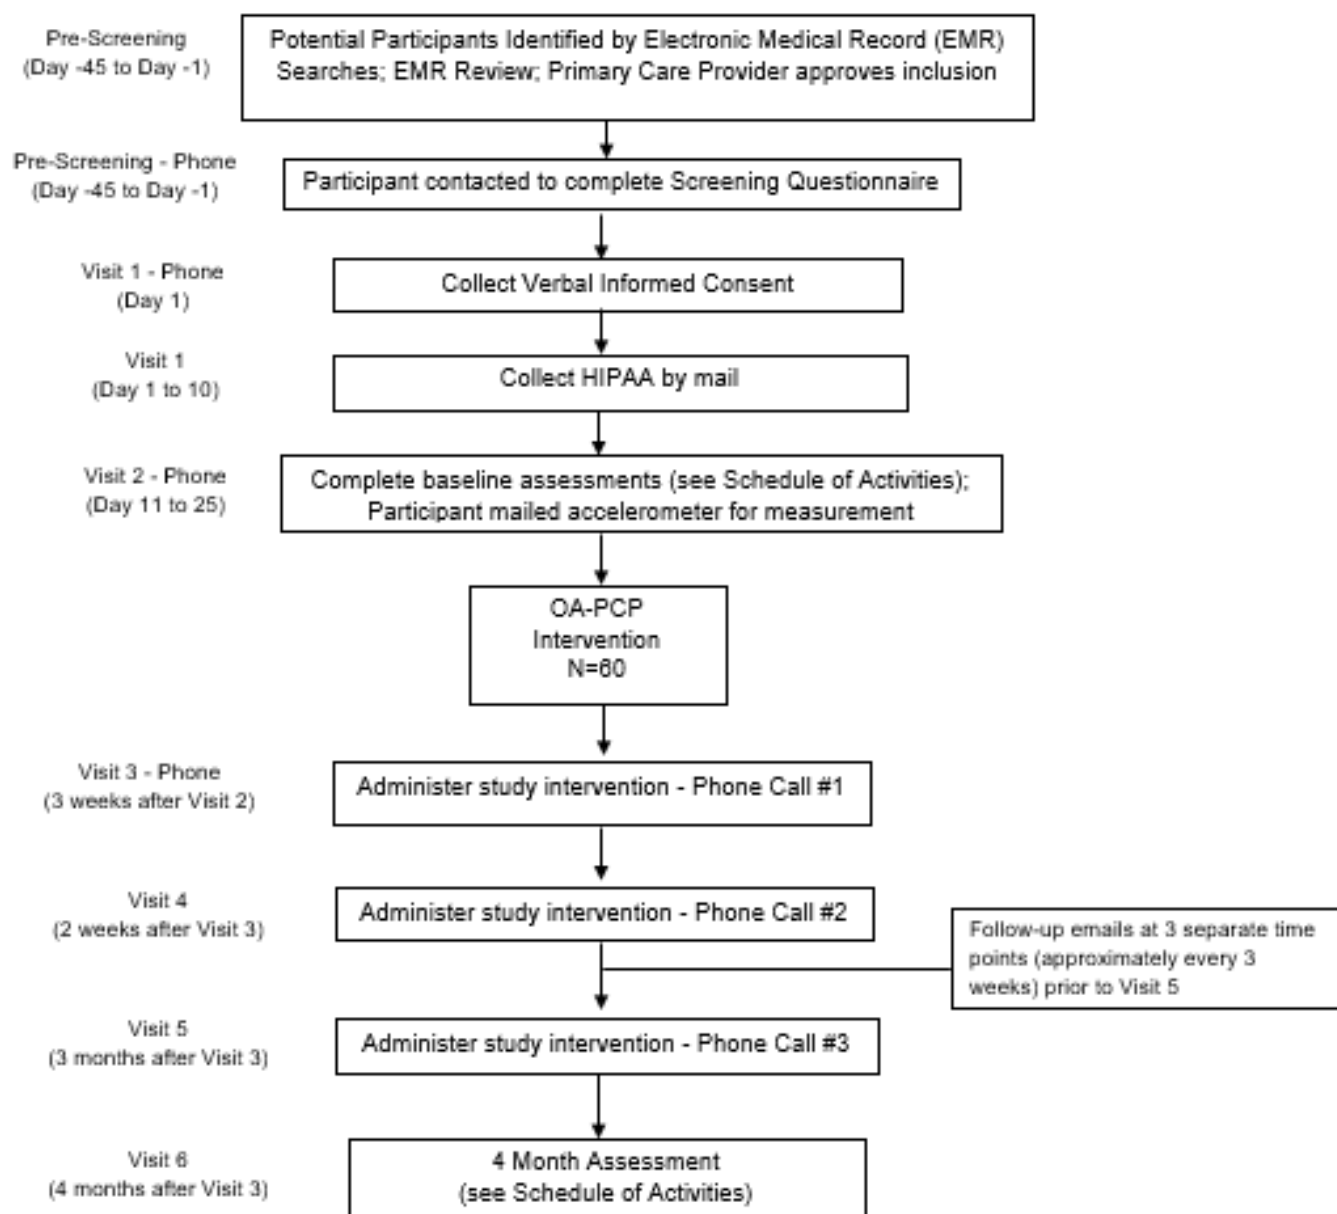 Pre-Screening
(Day -45 to Day -1)
Potential Participants Identified by Electronic Medical Record (EMR)
Searches; EMR Review; Primary Care Provider approves inclusion
Pre-Screening - Phone
(Day -45 to Day -1)
Participant contacted to complete Screening Questionnaire
Visit 1 - Phone
(Day 1)
Collect Verbal Informed Consent
Visit 1
(Day 1 to 10)
Collect HIPAA by mail
Visit 2 - Phone
(Day 11 to 25)
Complete baseline assessments (see Schedule of Activities);
Participant mailed accelerometer for measurement
OA-PCP
Intervention
N=60
Visit 3 - Phone
(3 weeks after Visit 2)
Administer study intervention - Phone Call #1
Visit 4
(2 weeks after Visit 3)
Administer study intervention - Phone Call #2
Follow-up emails at 3 separate time
points (approximately every 3
weeks) prior to Visit 5
Visit 5
(3 months after Visit 3)
Administer study intervention - Phone Call #3
Visit 6
(4 months after Visit 3)
4 Month Assessment
(see Schedule of Activities)